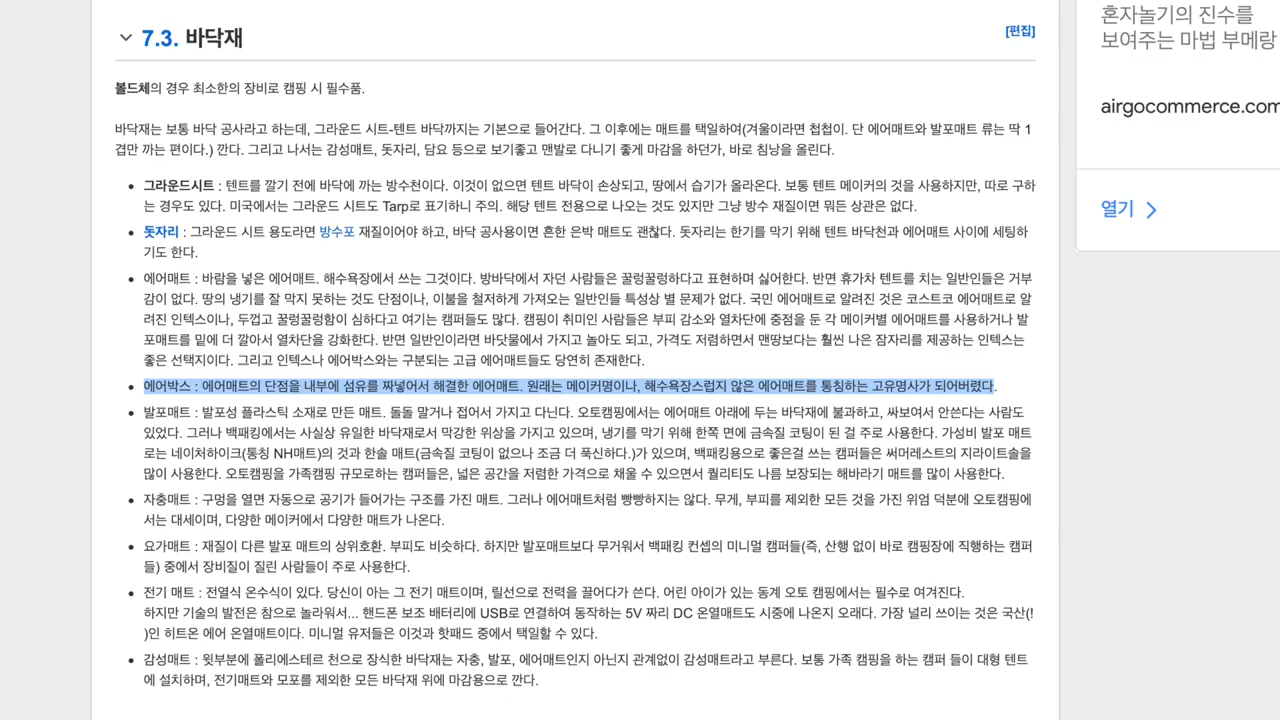 7.3. 바닥재
[편집]
볼드체의 경우 최소한의 장비로 캠핑 시 필수품.
바닥재는 보통 바닥 공사라고 하는데, 그라운드 시트-텐트 바닥까지는 기본으로 들어간다. 그 이후에는 매트를 택일하여(겨울이라면 첩첩이. 단 에어매트와 발포매트 류는 딱 1
겹만 까는 편이다.) 깐다. 그리고 나서는 감성매트, 돗자리, 담요 등으로 보기좋고 맨발로 다니기 좋게 마감을 하던가, 바로 침낭을 올린다.
• 그라운드시트 : 텐트를 깔기 전에 바닥에 까는 방수천이다. 이것이 없으면 텐트 바닥이 손상되고, 땅에서 습기가 올라온다. 보통 텐트 메이커의 것을 사용하지만, 따로 구하
는 경우도 있다. 미국에서는 그라운드 시트도 Tarp로 표기하니 주의. 해당 텐트 전용으로 나오는 것도 있지만 그냥 방수 재질이면 뭐든 상관은 없다.
• 돗자리 : 그라운드 시트 용도라면 방수포 재질이어야 하고, 바닥 공사용이면 흔한 은박 매트도 괜찮다. 돗자리는 한기를 막기 위해 텐트 바닥천과 에어매트 사이에 세팅하
기도 한다.
• 에어매트 : 바람을 넣은 에어매트. 해수욕장에서 쓰는 그것이다. 방바닥에서 자던 사람들은 꿀렁꿀렁하다고 표현하며 싫어한다. 반면 휴가차 텐트를 치는 일반인들은 거부
감이 없다. 땅의 냉기를 잘 막지 못하는 것도 단점이나, 이불을 철저하게 가져오는 일반인들 특성상 별 문제가 없다. 국민 에어매트로 알려진 것은 코스트코 에어매트로 알
려진 인텍스이나, 두껍고 꿀렁꿀렁함이 심하다고 여기는 캠퍼들도 많다. 캠핑이 취미인 사람들은 부피 감소와 열차단에 중점을 둔 각 메이커별 에어매트를 사용하거나 발
포매트를 밑에 더 깔아서 열차단을 강화한다. 반면 일반인이라면 바닷물에서 가지고 놀아도 되고, 가격도 저렴하면서 맨땅보다는 훨씬 나은 잠자리를 제공하는 인텍스는
좋은 선택지이다. 그리고 인텍스나 에어박스와는 구분되는 고급 에어매트들도 당연히 존재한다.
• 에어박스 : 에어매트의 단점을 내부에 섬유를 짜넣어서 해결한 에어매트. 원래는 메이커명이나, 해수욕장스럽지 않은 에어매트를 통칭하는 고유명사가 되어버렸다.
• 발포매트 : 발포성 플라스틱 소재로 만든 매트. 돌돌 말거나 접어서 가지고 다닌다. 오토캠핑에서는 에어매트 아래에 두는 바닥재에 불과하고, 싸보여서 안쓴다는 사람도
있었다. 그러나 백패킹에서는 사실상 유일한 바닥재로서 막강한 위상을 가지고 있으며, 냉기를 막기 위해 한쪽 면에 금속질 코팅이 된 걸 주로 사용한다. 가성비 발포 매트
로는 네이처하이크(통칭 NH매트)의 것과 한솔 매트(금속질 코팅이 없으나 조금 더 푹신하다.)가 있으며, 백패킹용으로 좋은걸 쓰는 캠퍼들은 써머레스트의 지라이트솔을
많이 사용한다. 오토캠핑을 가족캠핑 규모로하는 캠퍼들은, 넓은 공간을 저렴한 가격으로 채울 수 있으면서 퀄리티도 나름 보장되는 해바라기 매트를 많이 사용한다.
• 자충매트 : 구멍을 열면 자동으로 공기가 들어가는 구조를 가진 매트. 그러나 에어매트처럼 빵빵하지는 않다. 무게, 부피를 제외한 모든 것을 가진 위엄 덕분에 오토캠핑에
서는 대세이며, 다양한 메이커에서 다양한 매트가 나온다.
• 요가매트 : 재질이 다른 발포 매트의 상위호환. 부피도 비슷하다. 하지만 발포매트보다 무거워서 백패킹 컨셉의 미니멀 캠퍼들(즉, 산행 없이 바로 캠핑장에 직행하는 캠퍼
들) 중에서 장비질이 질린 사람들이 주로 사용한다.
• 전기 매트 : 전열식 온수식이 있다. 당신이 아는 그 전기 매트이며, 릴선으로 전력을 끌어다가 쓴다. 어린 아이가 있는 동계 오토 캠핑에서는 필수로 여겨진다.
하지만 기술의 발전은 참으로 놀라워서... 핸드폰 보조 배터리에 USB로 연결하여 동작하는 5V 짜리 DC 온열매트도 시중에 나온지 오래다. 가장 널리 쓰이는 것은 국산(!
)인 히트온 에어 온열매트이다. 미니멀 유저들은 이것과 핫패드 중에서 택일할 수 있다.
• 감성매트 : 윗부분에 폴리에스테르 천으로 장식한 바닥재는 자충, 발포, 에어매트인지 아닌지 관계없이 감성매트라고 부른다. 보통 가족 캠핑을 하는 캠퍼 들이 대형 텐트
에 설치하며, 전기매트와 모포를 제외한 모든 바닥재 위에 마감용으로 깐다.
혼자놀기의 진수를
보여주는 마법 부메랑
airgocommerce.com
열기